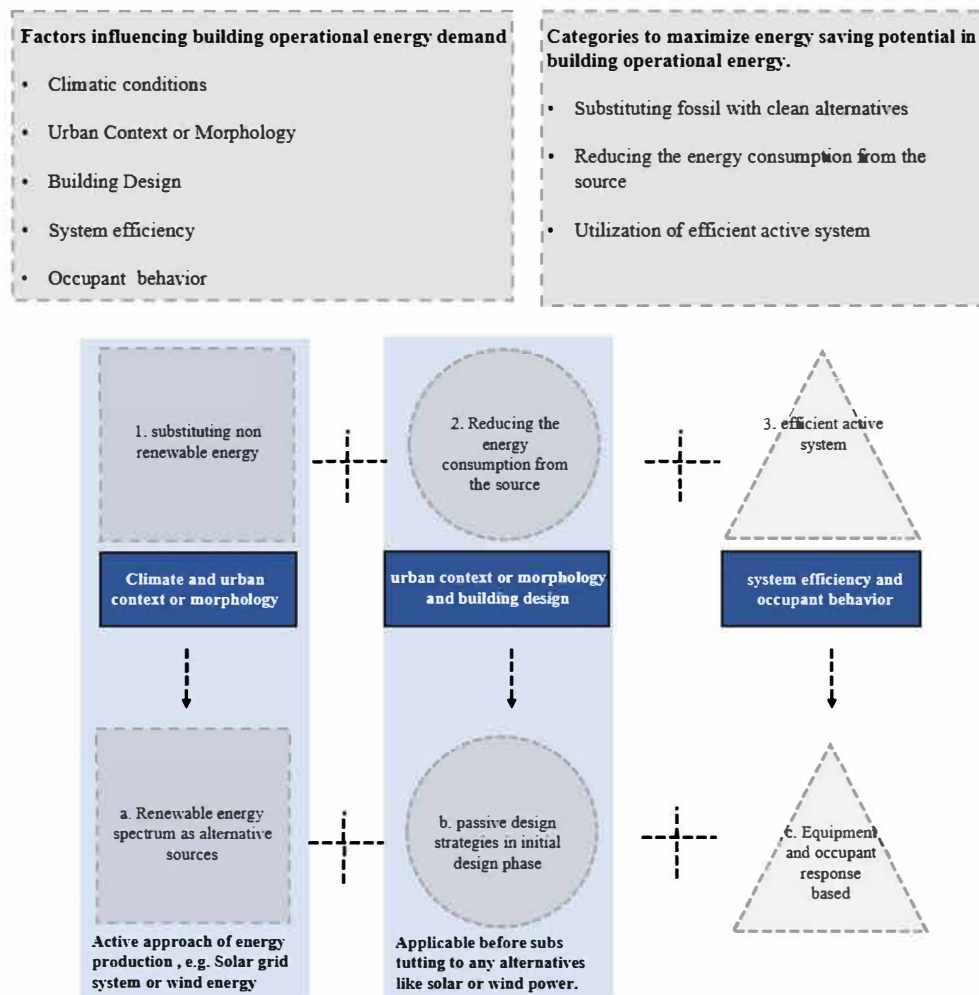 Factors influencing building operational energy demand
• Climatic conditions
• Urban Context or Morphology
• Building Design
• System efficiency
• Occupant behavior
Categories to maximize energy saving potential in
building operational energy.
• Substituting fossil with clean alternatives
• Reducing the energy consumption from the
source
• Utilization of efficient active system
1. substituting non
renewable energy
2. Reducing the
energy
consumption from
the source
3. efficient active
system
Climate and urban
context or morphology
urban context or morphology
and building design
system efficiency and
occupant behavior
a. Renewable energy
spectrum as alternative
sources
b. passive design
strategies in initial
design phase
c. Equipment
and occupant
response
based
Active approach of energy
production , e.g. Solar grid
system or wind energy
Applicable before subs
tutting to any alternatives
like solar or wind power.